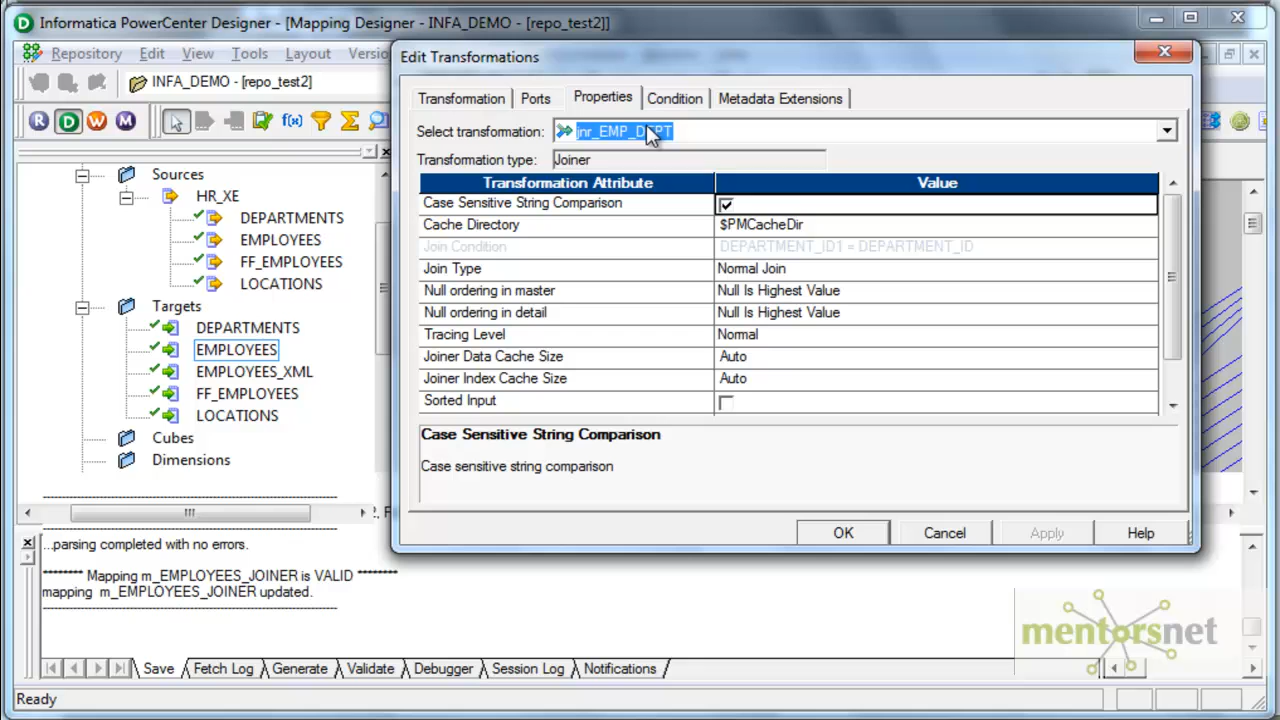 Informatica PowerCenter Designer - [Mapping Designer - INFA_DEMO - [repo_test2]]
Repository Edit View Tools Layout Versio
INFA_DEMO - [repo_test2]
R D W M f(x) Σ
Sources
HR_XE
DEPARTMENTS
EMPLOYEES
FF_EMPLOYEES
LOCATIONS
Targets
DEPARTMENTS
EMPLOYEES
EMPLOYEES_XML
FF_EMPLOYEES
LOCATIONS
Cubes
Dimensions
Edit Transformations
Transformation Ports Properties Condition Metadata Extensions
Select transformation: jnr_EMP_DEPT
Transformation type: Joiner
Transformation Attribute Value
Case Sensitive String Comparison
Cache Directory $PMCacheDir
Join Condition DEPARTMENT_ID1 = DEPARTMENT_ID
Join Type Normal Join
Null ordering in master Null Is Highest Value
Null ordering in detail Null Is Highest Value
Tracing Level Normal
Joiner Data Cache Size Auto
Joiner Index Cache Size Auto
Sorted Input
Case Sensitive String Comparison
Case sensitive string comparison
OK Cancel Apply Help
...parsing completed with no errors.
******** Mapping m_EMPLOYEES_JOINER is VALID ********
mapping m_EMPLOYEES_JOINER updated.
mentorsnet
Save Fetch Log Generate Validate Debugger Session Log Notifications
Ready